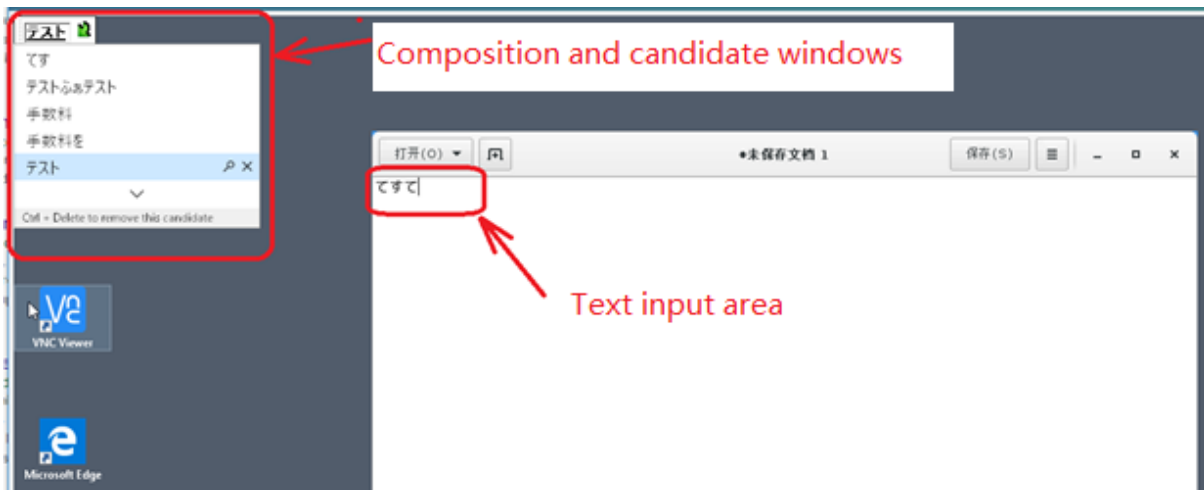 テスト
てす
テストふぁテスト
手数料
手数料を
テスト
Ctrl + Delete to remove this candidate
Composition and candidate windows
打开(O)
•未保存文档 1
保存(S)
てすて
Text input area
VNC Viewer
Microsoft Edge